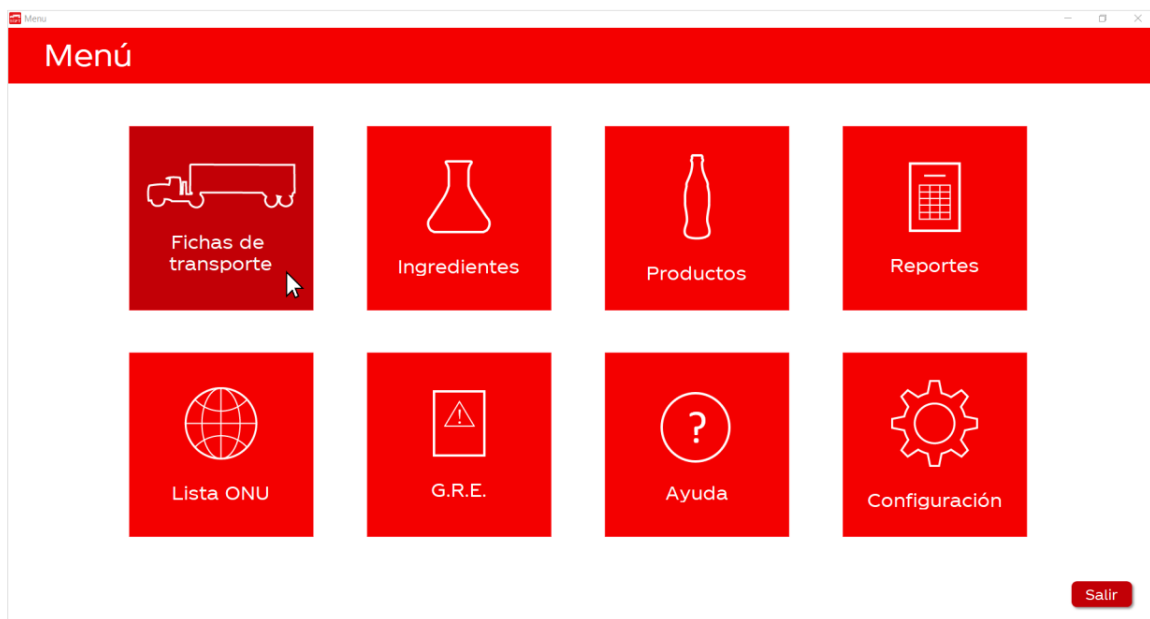 Menu
Menú
Fichas de
transporte
Ingredientes
Productos
Reportes
Lista ONU
G.R.E.
?
Ayuda
Configuración
Salir